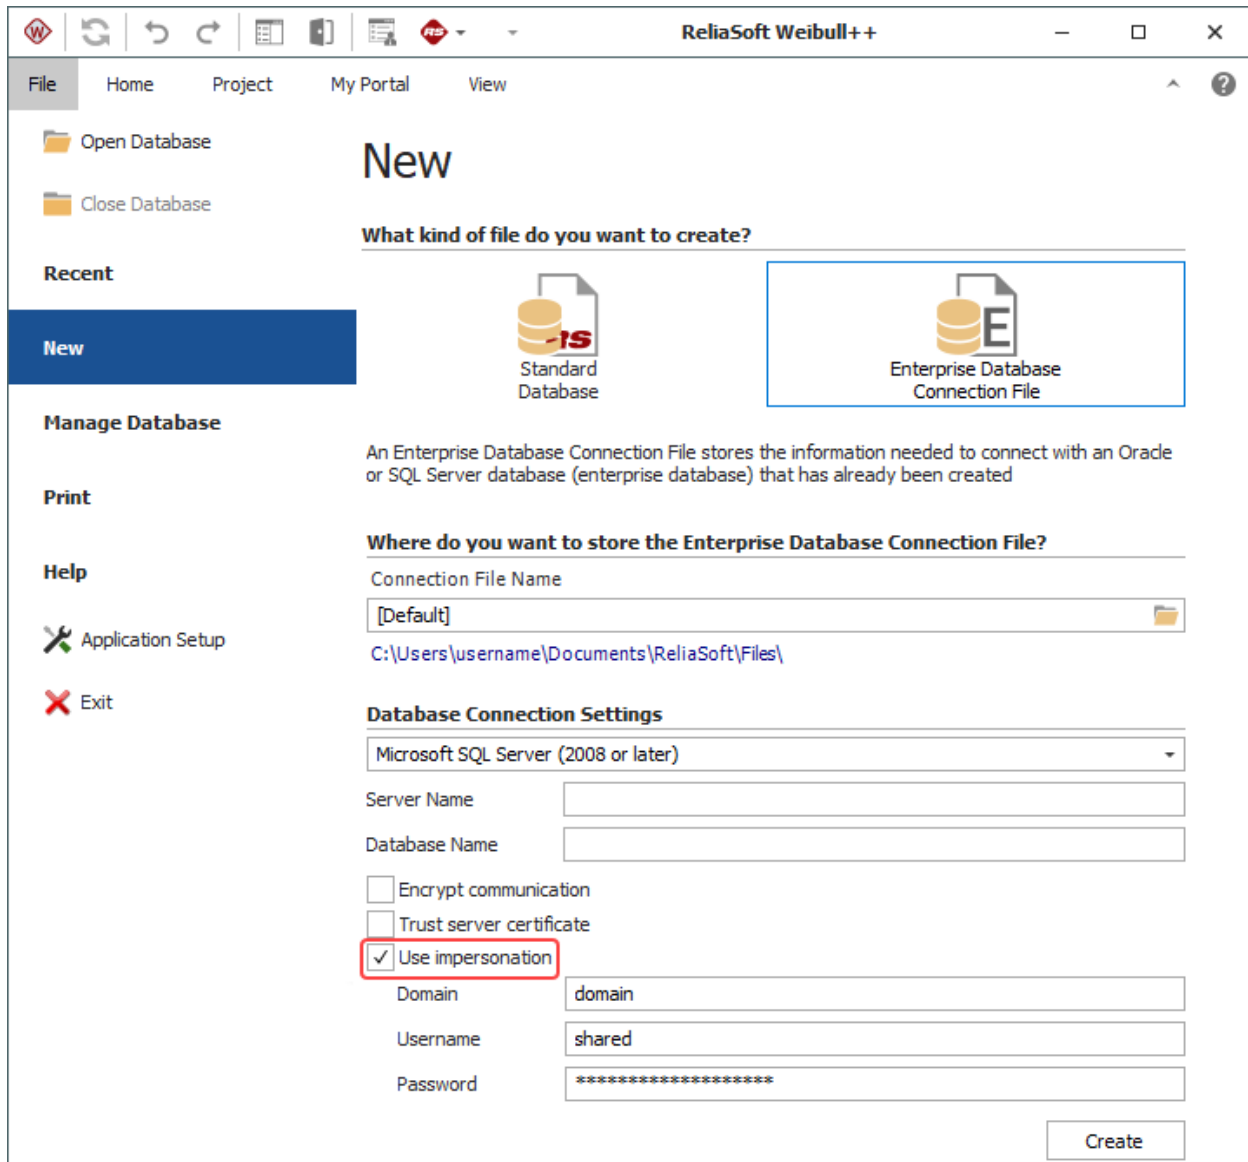 ReliaSoft Weibull++
File Home Project My Portal View
Open Database
Close Database
Recent
New
Manage Database
Print
Help
Application Setup
Exit
New
What kind of file do you want to create?
RS
Standard
Database
E
Enterprise Database
Connection File
An Enterprise Database Connection File stores the information needed to connect with an Oracle
or SQL Server database (enterprise database) that has already been created
Where do you want to store the Enterprise Database Connection File?
Connection File Name
[Default]
C:\Users\username\Documents\ReliaSoft\Files\
Database Connection Settings
Microsoft SQL Server (2008 or later)
Server Name
Database Name
Encrypt communication
Trust server certificate
Use impersonation
Domain domain
Username shared
Password *******************
Create